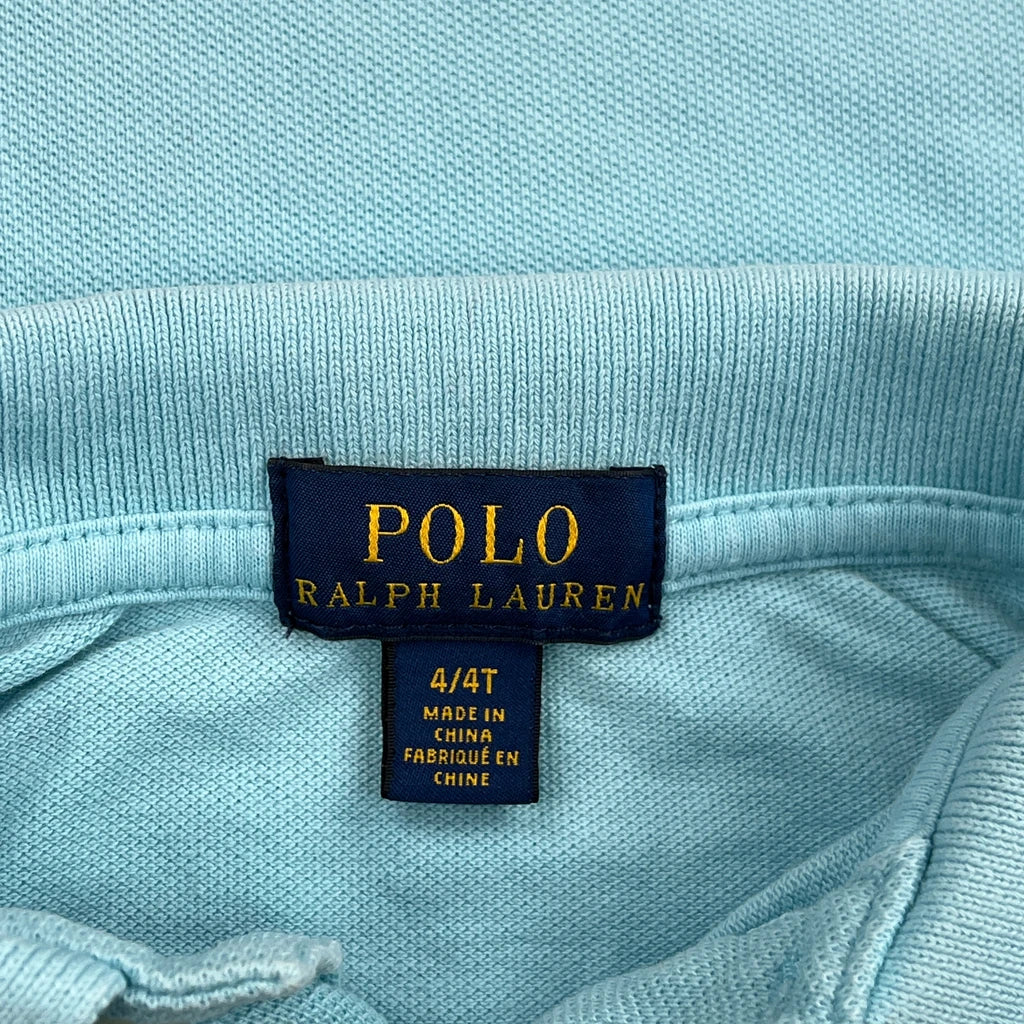 POLO
RALPH LAUREN
4/4T
MADE IN
CHINA
FABRIQUÉ EN
CHINE